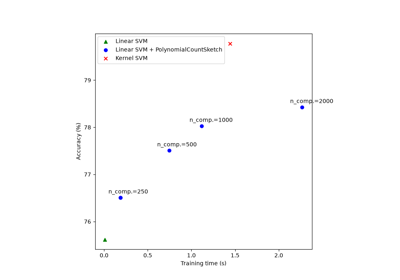 Linear SVM
Linear SVM + PolynomialCountSketch
Kernel SVM
79
n_comp.=2000
78
n_comp.=1000
n_comp.=500
77
n_comp.=250
76
Accuracy (%)
0.0 0.5 1.0 1.5 2.0
Training time (s)